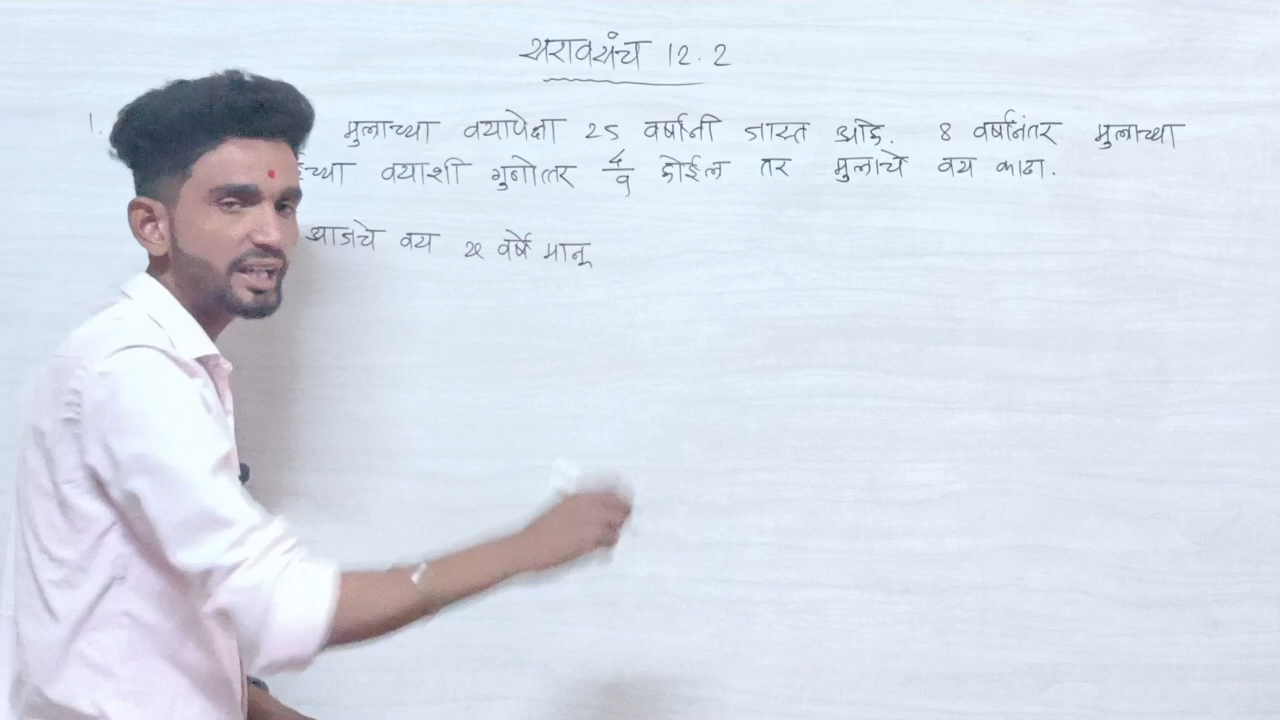 सरावसंच 12.2
1. मुलाच्या वयापेक्षा 25 वर्षांनी जास्त आहे. 8 वर्षानंतर मुलाच्या
च्या वयाशी गुणोत्तर 4/9 होईल तर मुलाचे वय काढा.
आजचे वय x वर्षे मानू